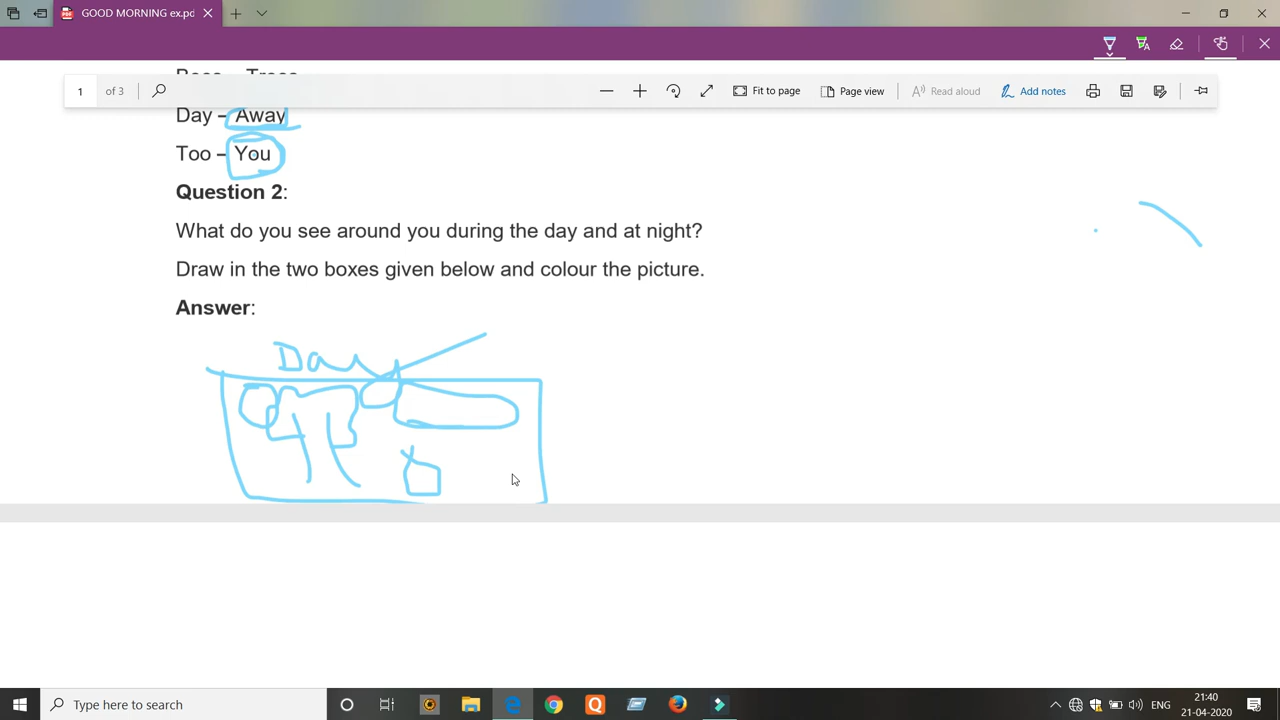 GOOD MORNING ex.pd
1 of 3
Fit to page
Page view
Read aloud
Add notes
Day – Away
Too – You
Question 2:
What do you see around you during the day and at night?
Draw in the two boxes given below and colour the picture.
Answer:
Day
Type here to search
ENG
21:40
21-04-2020